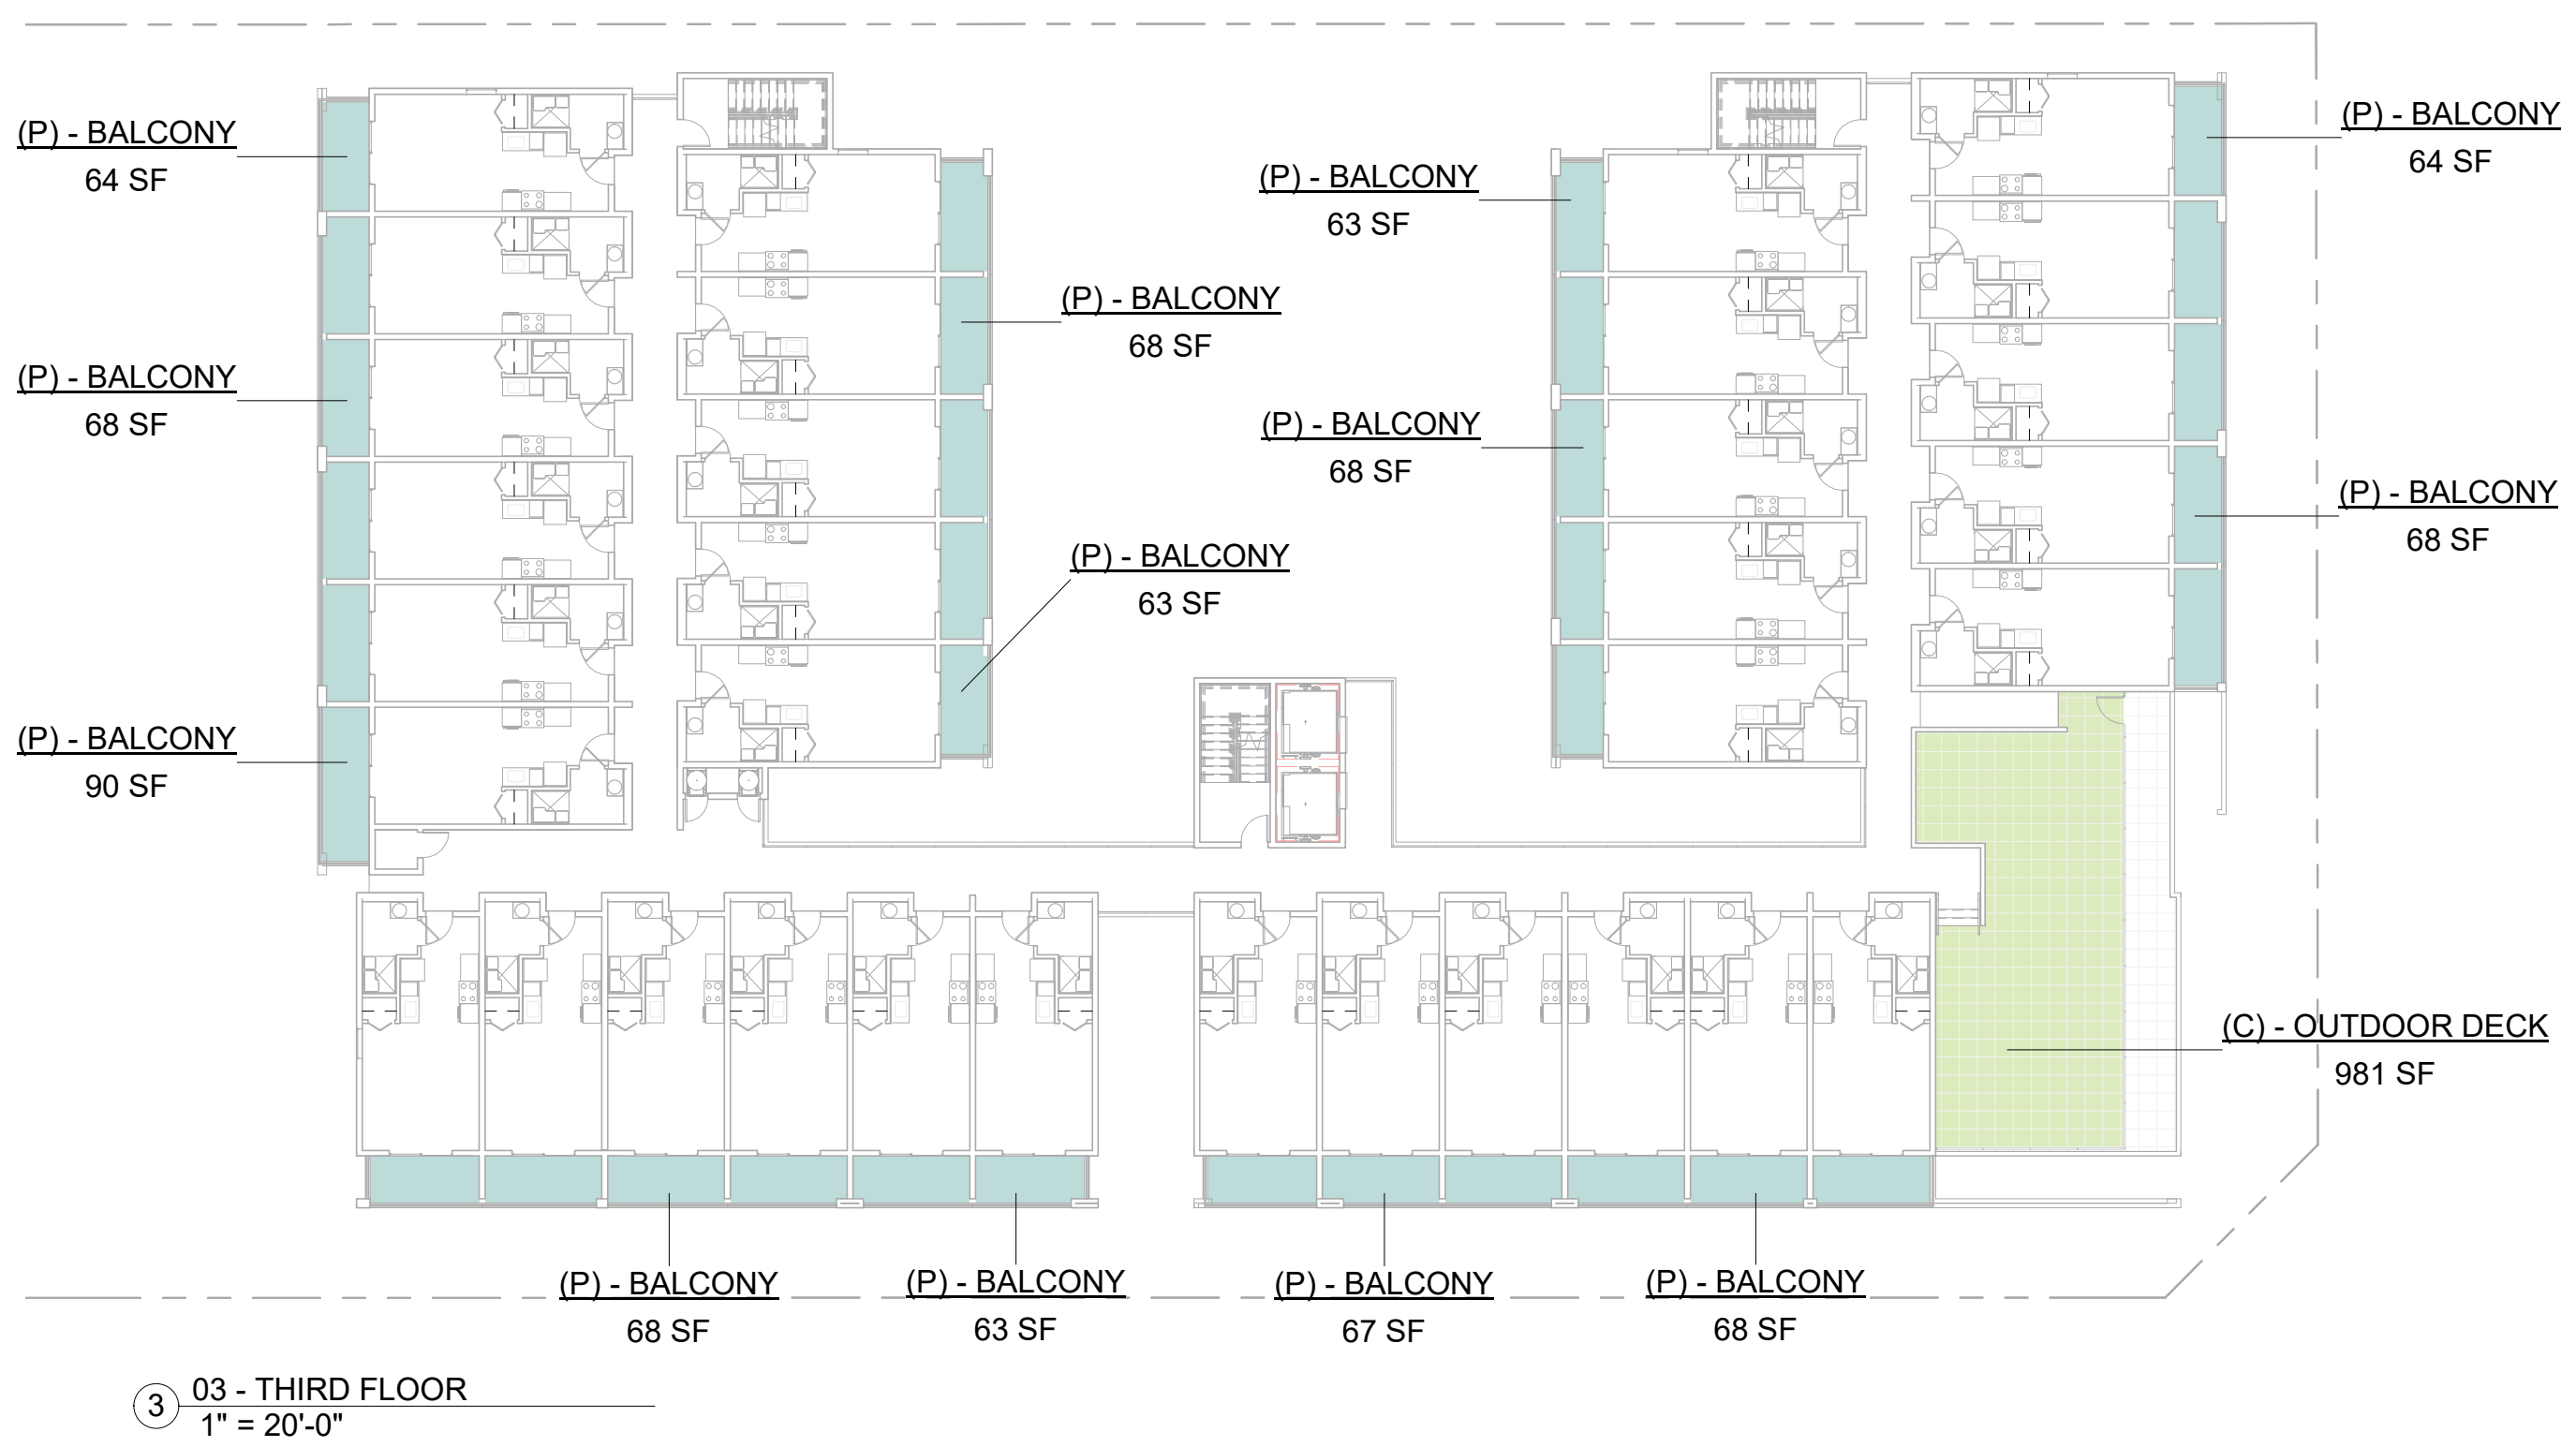 (P) - BALCONY
64 SF
(P) - BALCONY
64 SF
(P) - BALCONY
63 SF
(P) - BALCONY
68 SF
(P) - BALCONY
68 SF
(P) - BALCONY
68 SF
(P) - BALCONY
68 SF
(P) - BALCONY
63 SF
(P) - BALCONY
90 SF
(C) - OUTDOOR DECK
981 SF
(P) - BALCONY
68 SF
(P) - BALCONY
63 SF
(P) - BALCONY
67 SF
(P) - BALCONY
68 SF
3
03 - THIRD FLOOR
1" = 20'-0"